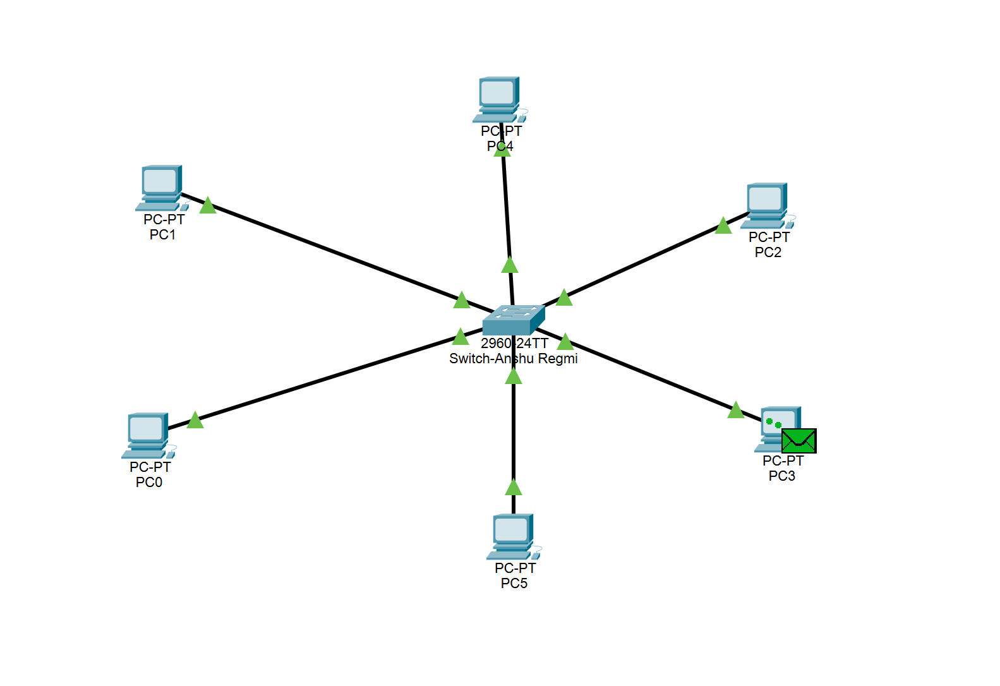 PC-PT
PC4
PC-PT
PC1
PC-PT
PC2
2960-24TT
Switch-Anshu Regmi
PC-PT
PC0
PC-PT
PC3
PC-PT
PC5